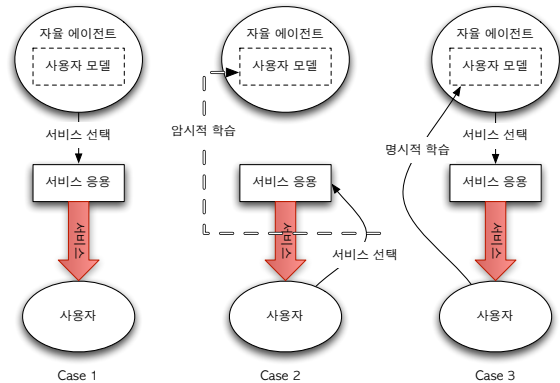 자율 에이전트
사용자 모델
서비스 선택
서비스 응용
서비스
사용자
Case 1
자율 에이전트
사용자 모델
암시적 학습
서비스 응용
서비스
서비스 선택
사용자
Case 2
자율 에이전트
사용자 모델
명시적 학습
서비스 선택
서비스 응용
서비스
사용자
Case 3